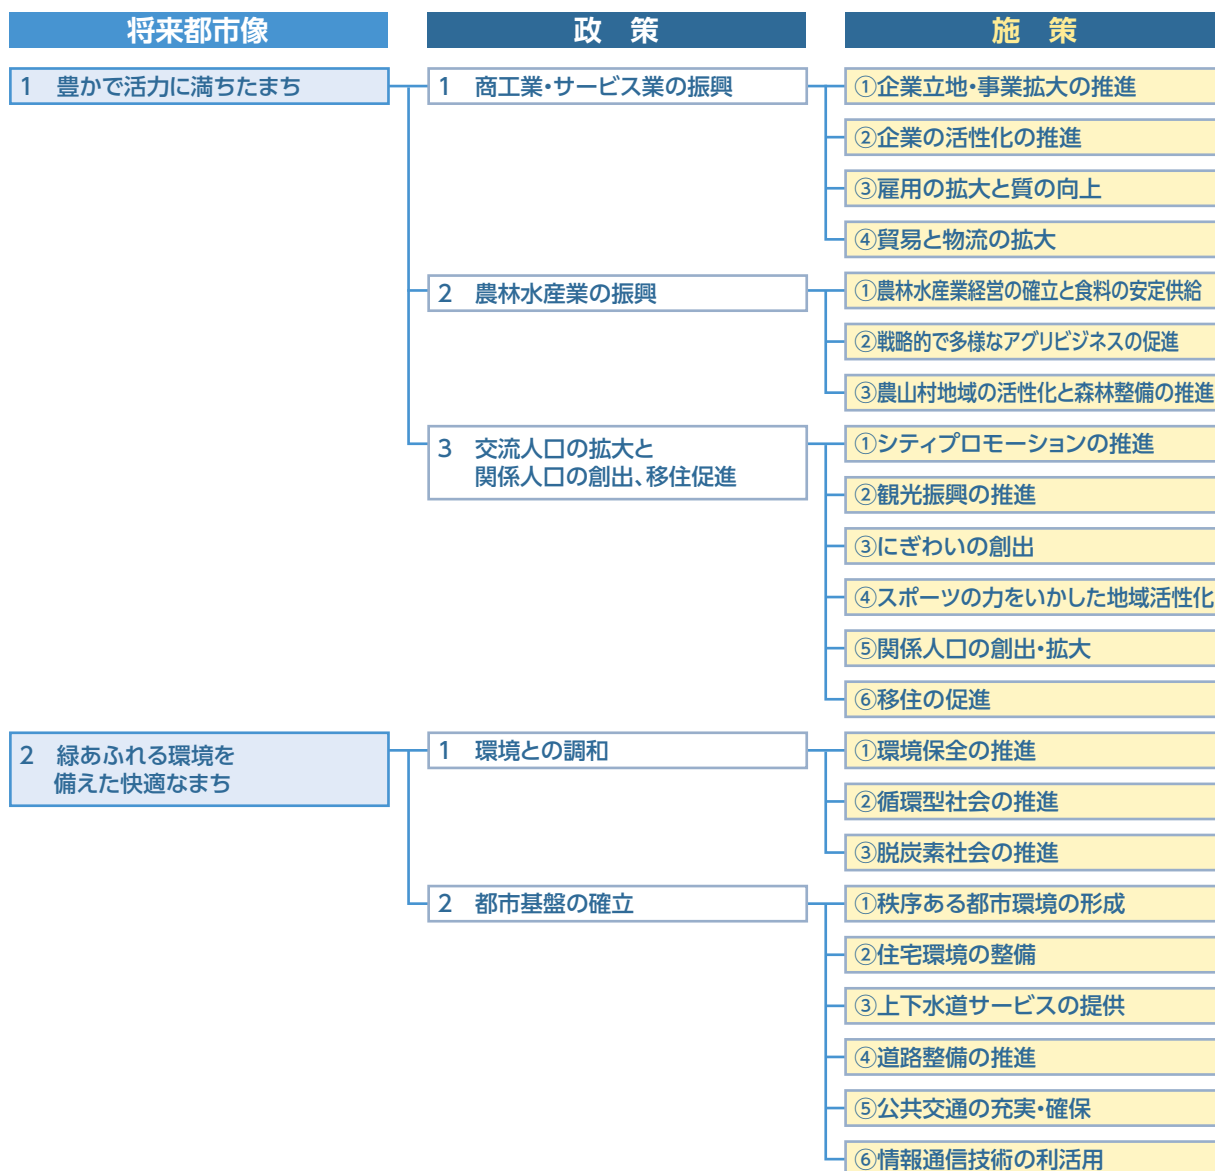 将来都市像
政　策
施　策
1　豊かで活力に満ちたまち
1　商工業・サービス業の振興
①企業立地・事業拡大の推進
②企業の活性化の推進
③雇用の拡大と質の向上
④貿易と物流の拡大
2　農林水産業の振興
①農林水産業経営の確立と食料の安定供給
②戦略的で多様なアグリビジネスの促進
③農山村地域の活性化と森林整備の推進
3　交流人口の拡大と
関係人口の創出、移住促進
①シティプロモーションの推進
②観光振興の推進
③にぎわいの創出
④スポーツの力をいかした地域活性化
⑤関係人口の創出・拡大
⑥移住の促進
2　緑あふれる環境を
備えた快適なまち
1　環境との調和
①環境保全の推進
②循環型社会の推進
③脱炭素社会の推進
2　都市基盤の確立
①秩序ある都市環境の形成
②住宅環境の整備
③上下水道サービスの提供
④道路整備の推進
⑤公共交通の充実・確保
⑥情報通信技術の利活用